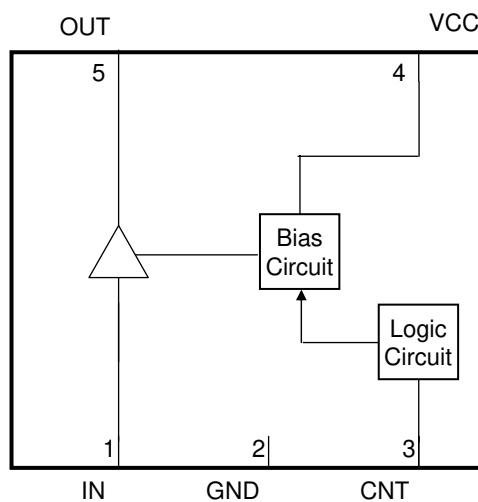 OUT VCC
5 4
Bias
Circuit
Logic
Circuit
1 2 3
IN GND CNT